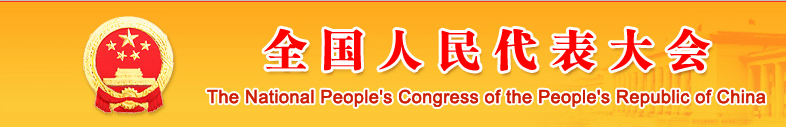 全国人民代表大会
The National People's Congress of the People's Republic of China